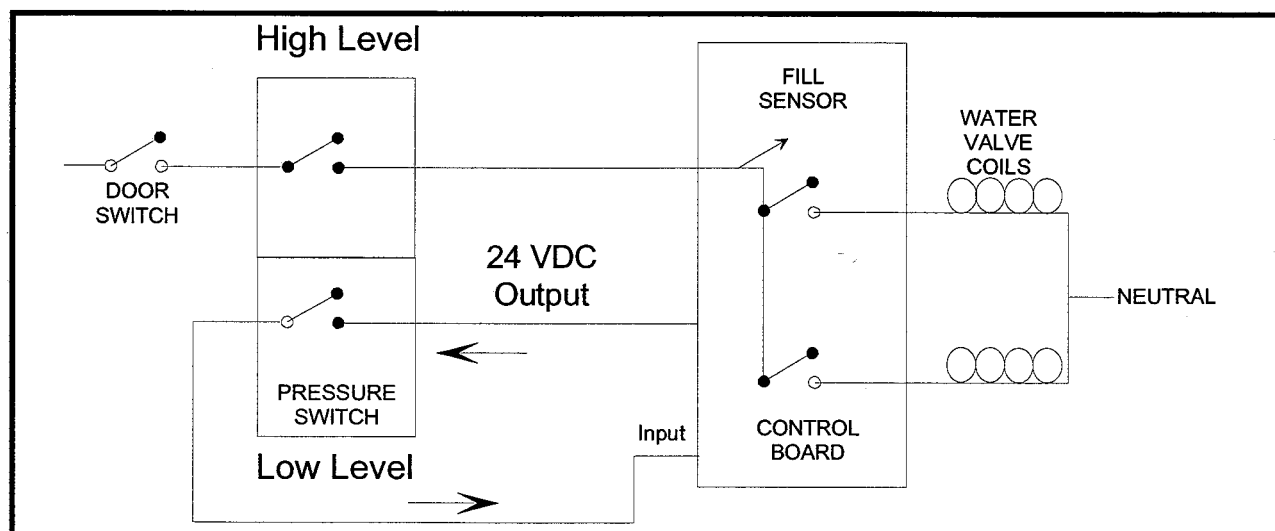 High Level
FILL
SENSOR
WATER
VALVE
COILS
DOOR
SWITCH
24 VDC
Output
NEUTRAL
PRESSURE
SWITCH
Input
CONTROL
BOARD
Low Level